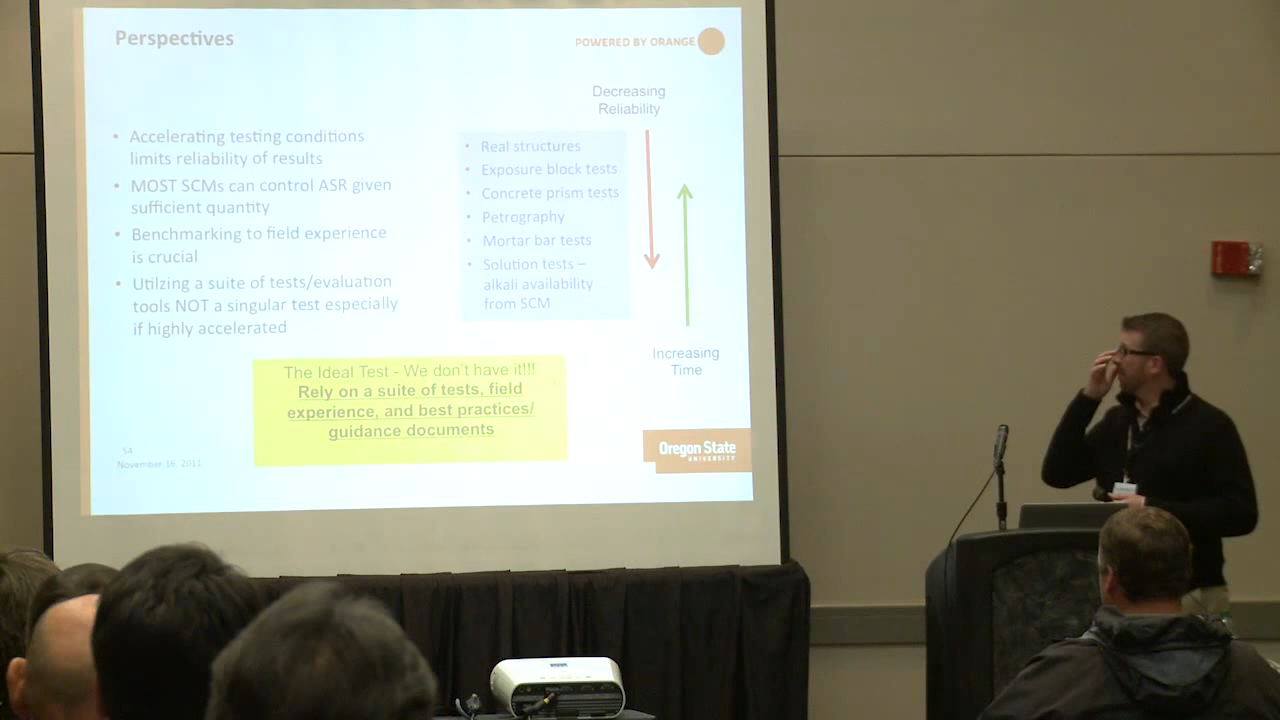 Perspectives
POWERED BY ORANGE
• Accelerating testing conditions
limits reliability of results
• MOST SCMs can control ASR given
sufficient quantity
• Benchmarking to field experience
is crucial
• Utilzing a suite of tests/evaluation
tools NOT a singular test especially
if highly accelerated
Decreasing
Reliability
• Real structures
• Exposure block tests
• Concrete prism tests
• Petrography
• Mortar bar tests
• Solution tests –
alkali availability
from SCM
Increasing
Time
The Ideal Test - We don't have it!!!
Rely on a suite of tests, field
experience, and best practices/
guidance documents
54
November 16, 2011
Oregon State
UNIVERSITY